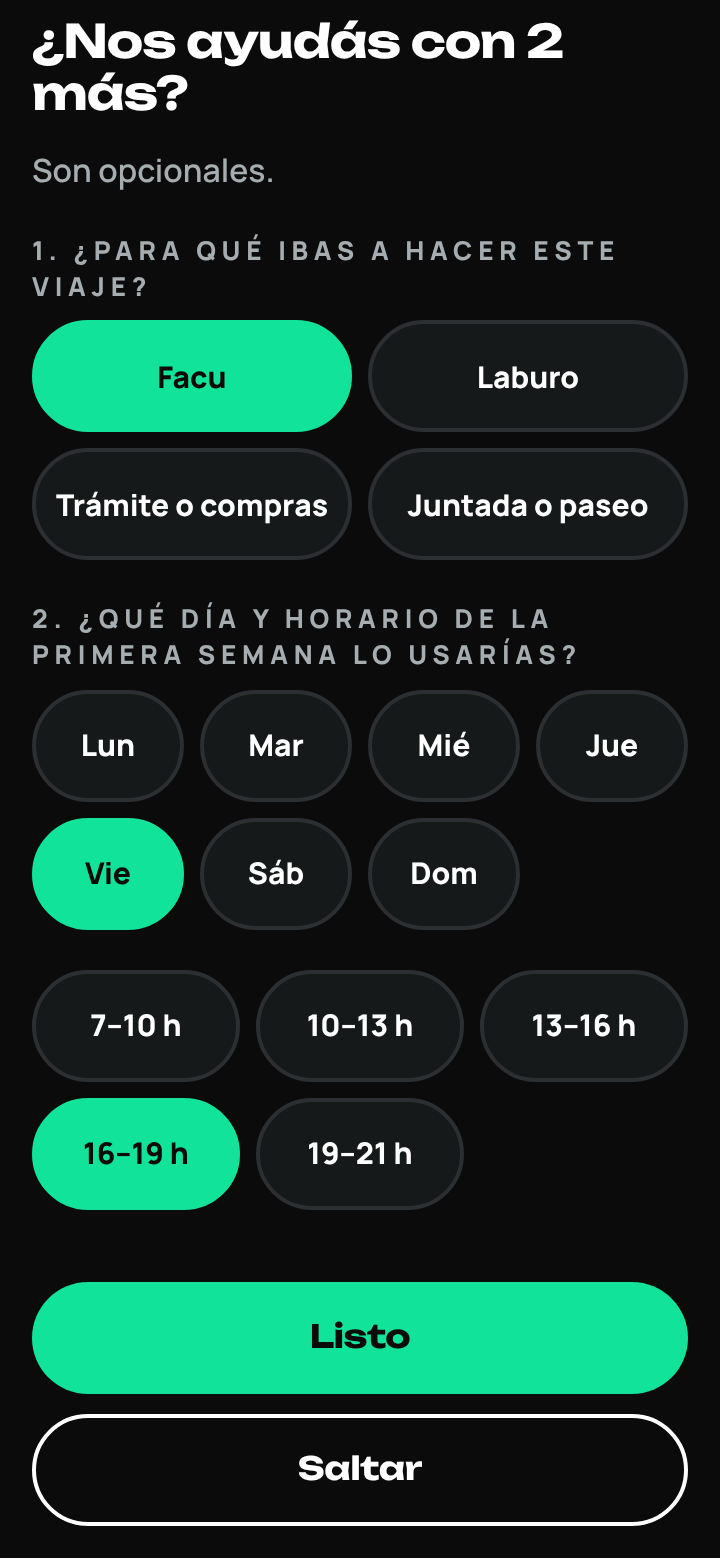 ¿Nos ayudás con 2
más?
Son opcionales.
1. ¿PARA QUÉ IBAS A HACER ESTE
VIAJE?
Facu
Laburo
Trámite o compras
Juntada o paseo
2. ¿QUÉ DÍA Y HORARIO DE LA
PRIMERA SEMANA LO USARÍAS?
Lun
Mar
Mié
Jue
Vie
Sáb
Dom
7–10 h
10–13 h
13–16 h
16–19 h
19–21 h
Listo
Saltar